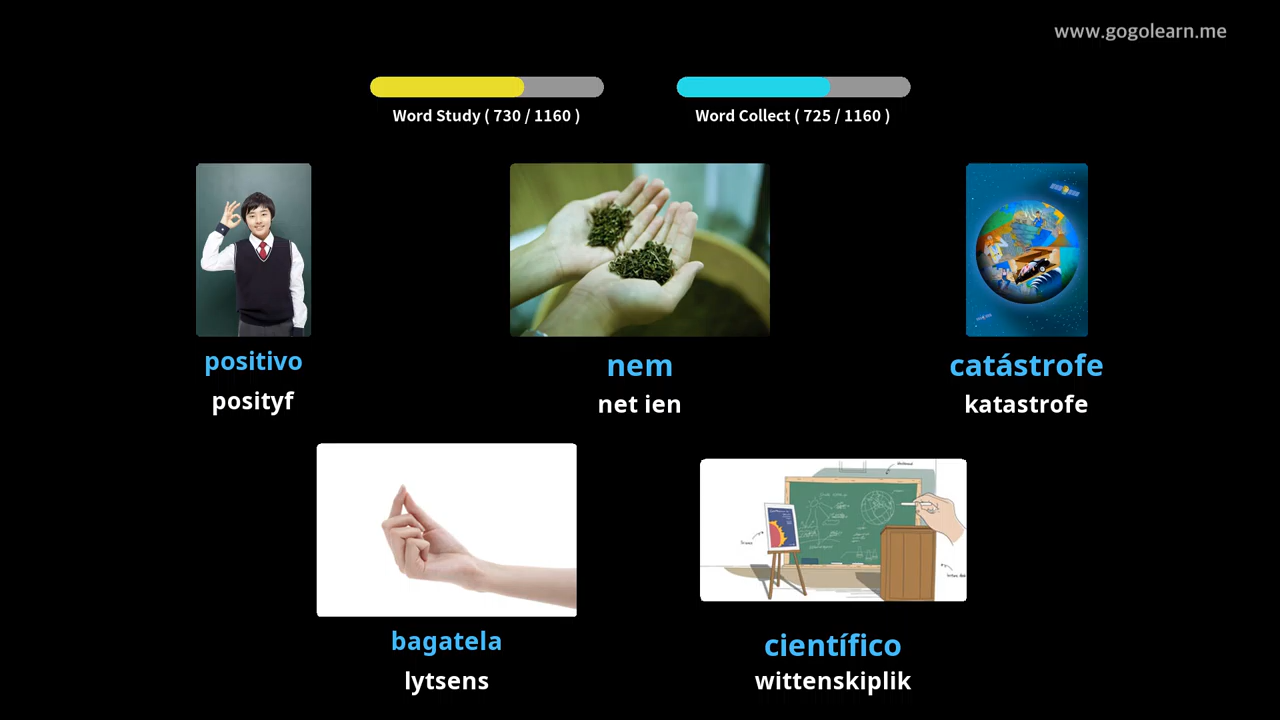 www.gogolearn.me
Word Study ( 730 / 1160 )
Word Collect ( 725 / 1160 )
positivo
posityf
nem
net ien
catástrofe
katastrofe
bagatela
lytsens
científico
wittenskiplik